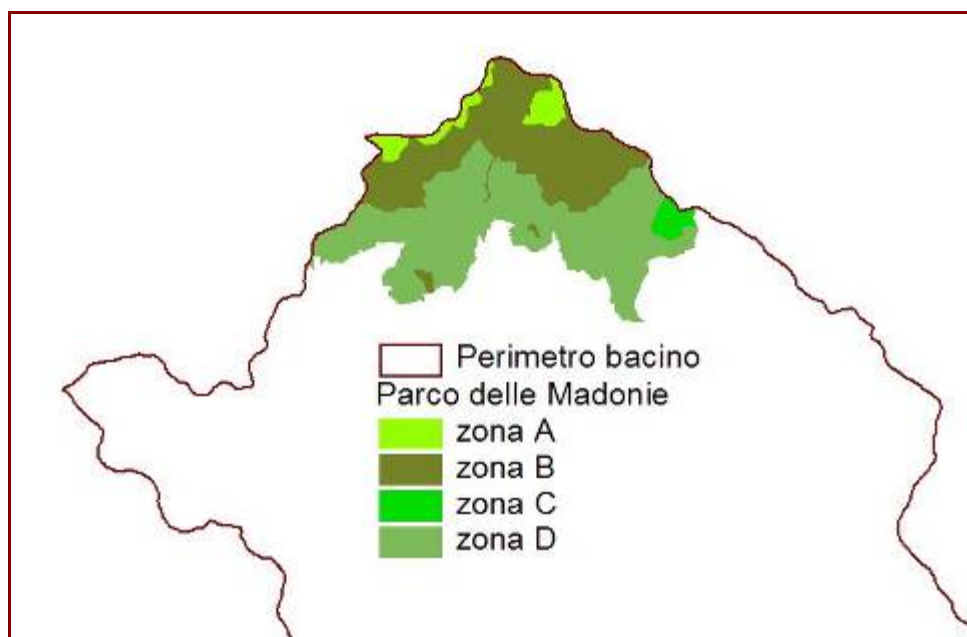 Perimetro bacino
Parco delle Madonie
zona A
zona B
zona C
zona D